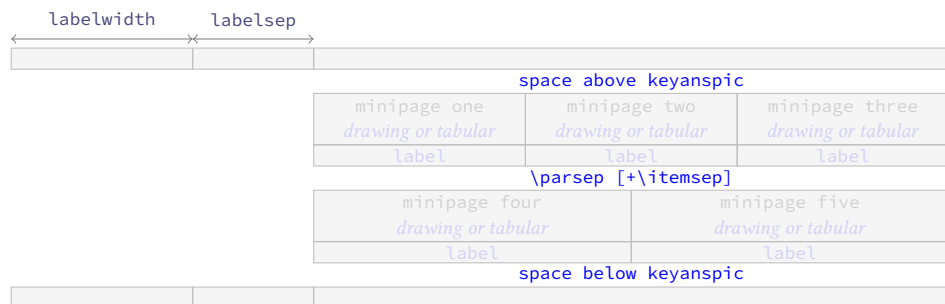 labelwidth labelsep
space above keyanspic
minipage one minipage two minipage three
drawing or tabular drawing or tabular drawing or tabular
label label label
\parsep [+\itemsep]
minipage four minipage five
drawing or tabular drawing or tabular
label label
space below keyanspic